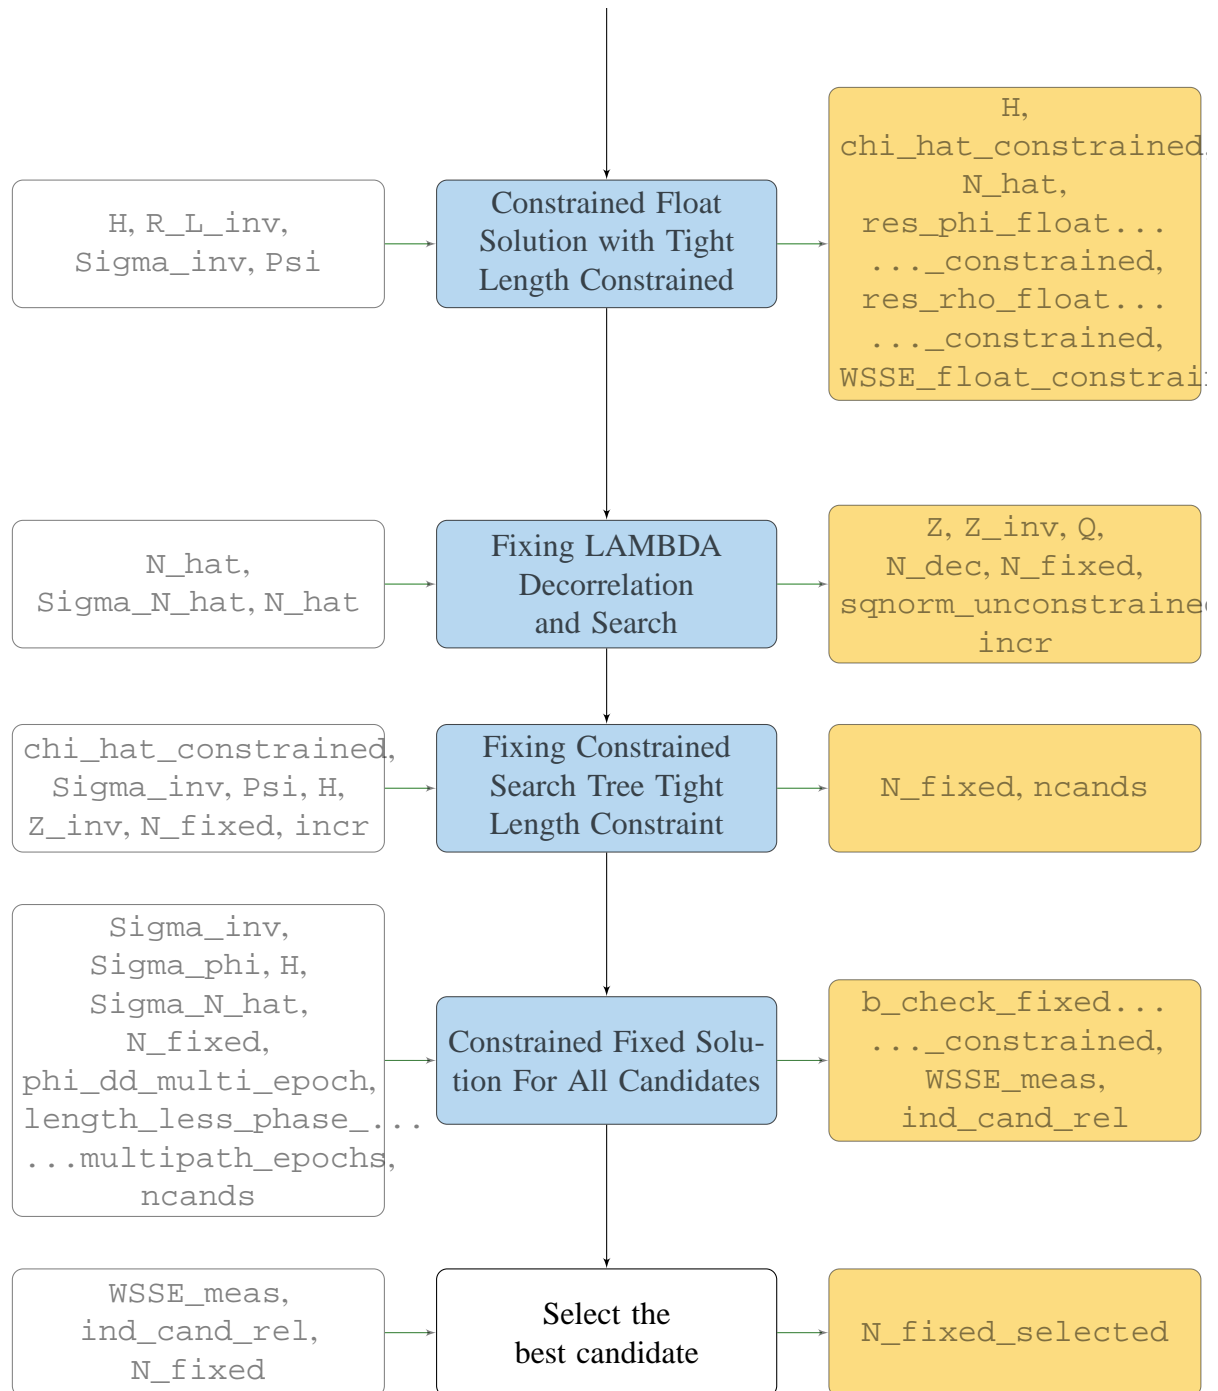 H, R_L_inv,
Sigma_inv, Psi
Constrained Float
Solution with Tight
Length Constrained
H,
chi_hat_constrained,
N_hat,
res_phi_float...
..._constrained,
res_rho_float...
..._constrained,
WSSE_float_constrai
N_hat,
Sigma_N_hat, N_hat
Fixing LAMBDA
Decorrelation
and Search
Z, Z_inv, Q,
N_dec, N_fixed,
sqnorm_unconstrained
incr
chi_hat_constrained,
Sigma_inv, Psi, H,
Z_inv, N_fixed, incr
Fixing Constrained
Search Tree Tight
Length Constraint
N_fixed, ncands
Sigma_inv,
Sigma_phi, H,
Sigma_N_hat,
N_fixed,
phi_dd_multi_epoch,
length_less_phase_...
...multipath_epochs,
ncands
Constrained Fixed Solu-
tion For All Candidates
b_check_fixed...
..._constrained,
WSSE_meas,
ind_cand_rel
WSSE_meas,
ind_cand_rel,
N_fixed
Select the
best candidate
N_fixed_selected